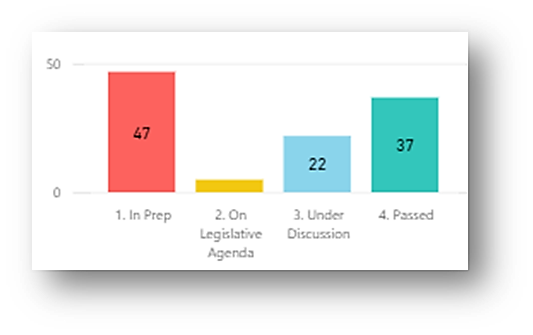 50
47
37
22
0
1. In Prep
2. On
Legislative
Agenda
3. Under
Discussion
4. Passed